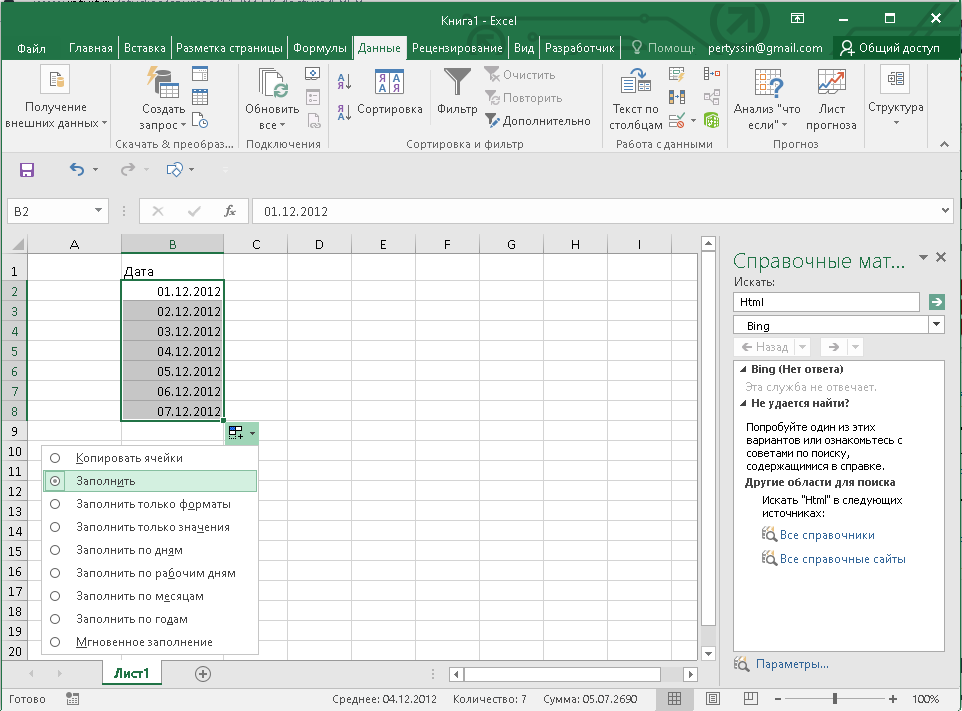 Книга1 - Excel
Файл Главная Вставка Разметка страницы Формулы Данные Рецензирование Вид Разработчик Помощь pertyssin@gmail.com Общий доступ
Получение внешних данных
Создать запрос
Скачать & преобраз...
Обновить все
Подключения
Сортировка
Фильтр
Очистить
Повторить
Дополнительно
Сортировка и фильтр
Текст по столбцам
Работа с данными
Анализ "что если"
Лист прогноза
Прогноз
Структура
B2 fx 01.12.2012
A B C D E F G H I
1 Дата
2 01.12.2012
3 02.12.2012
4 03.12.2012
5 04.12.2012
6 05.12.2012
7 06.12.2012
8 07.12.2012
9
10
11
12
13
14
15
16
17
18
19
20
Копировать ячейки
Заполнить
Заполнить только форматы
Заполнить только значения
Заполнить по дням
Заполнить по рабочим дням
Заполнить по месяцам
Заполнить по годам
Мгновенное заполнение
Справочные мат...
Искать:
Html
Bing
Назад
Bing (Нет ответа)
Эта служба не отвечает.
Не удается найти?
Попробуйте один из этих
вариантов или ознакомьтесь с
советами по поиску,
содержащимися в справке.
Другие области для поиска
Искать "Html" в следующих
источниках:
Все справочники
Все справочные сайты
Параметры...
Лист1
Готово Среднее: 04.12.2012 Количество: 7 Сумма: 05.07.2690 100%